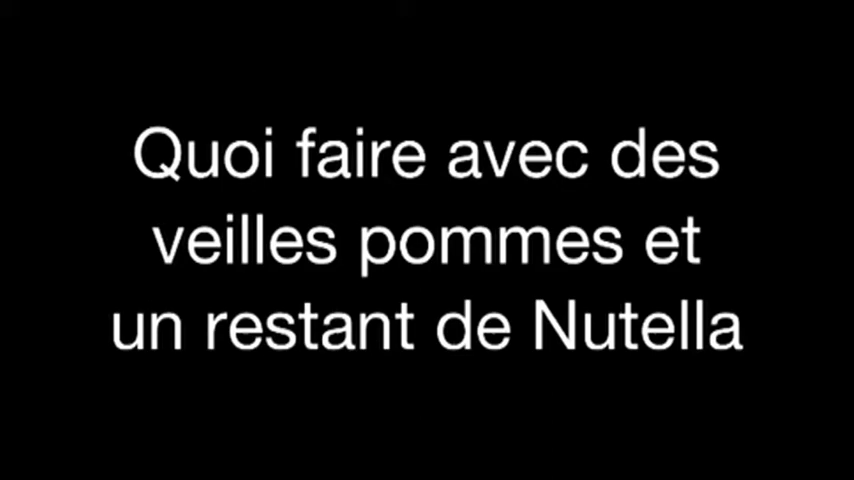 Quoi faire avec des
veilles pommes et
un restant de Nutella